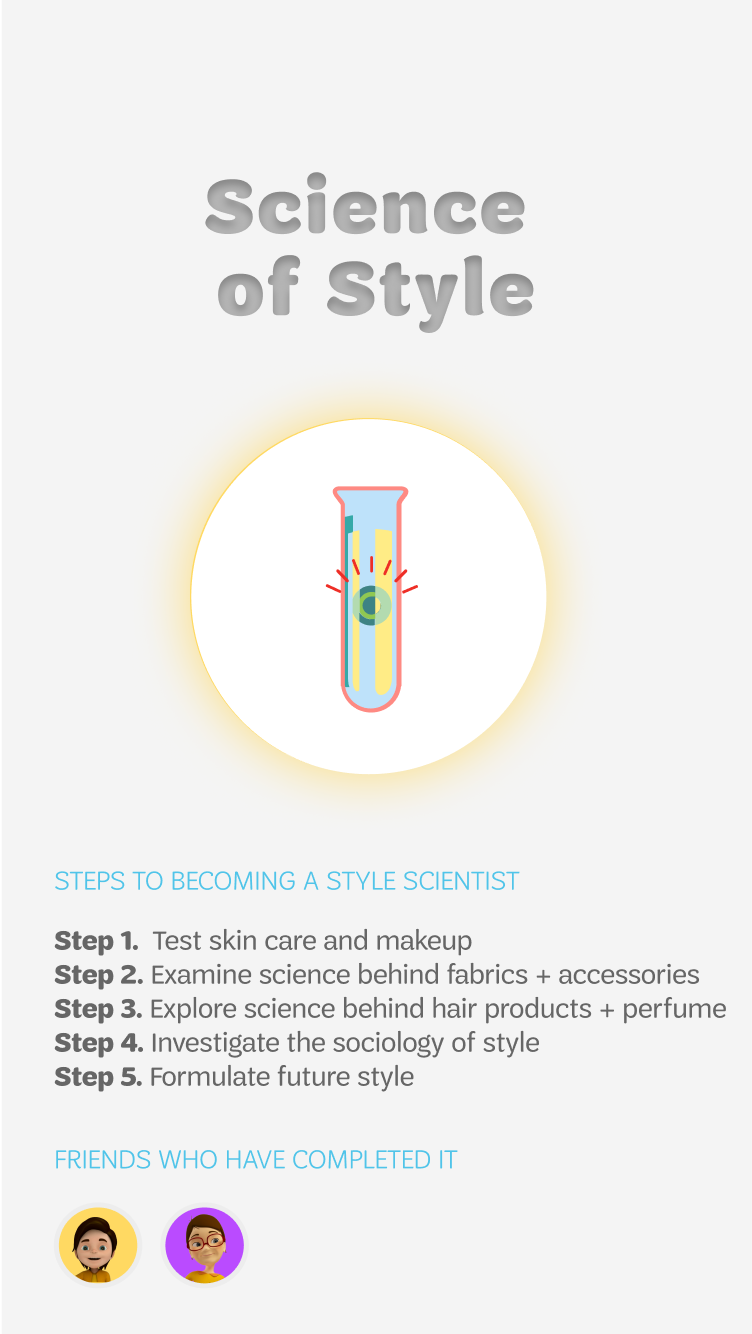 Science
of Style
STEPS TO BECOMING A STYLE SCIENTIST
Step 1. Test skin care and makeup
Step 2. Examine science behind fabrics + accessories
Step 3. Explore science behind hair products + perfume
Step 4. Investigate the sociology of style
Step 5. Formulate future style
FRIENDS WHO HAVE COMPLETED IT